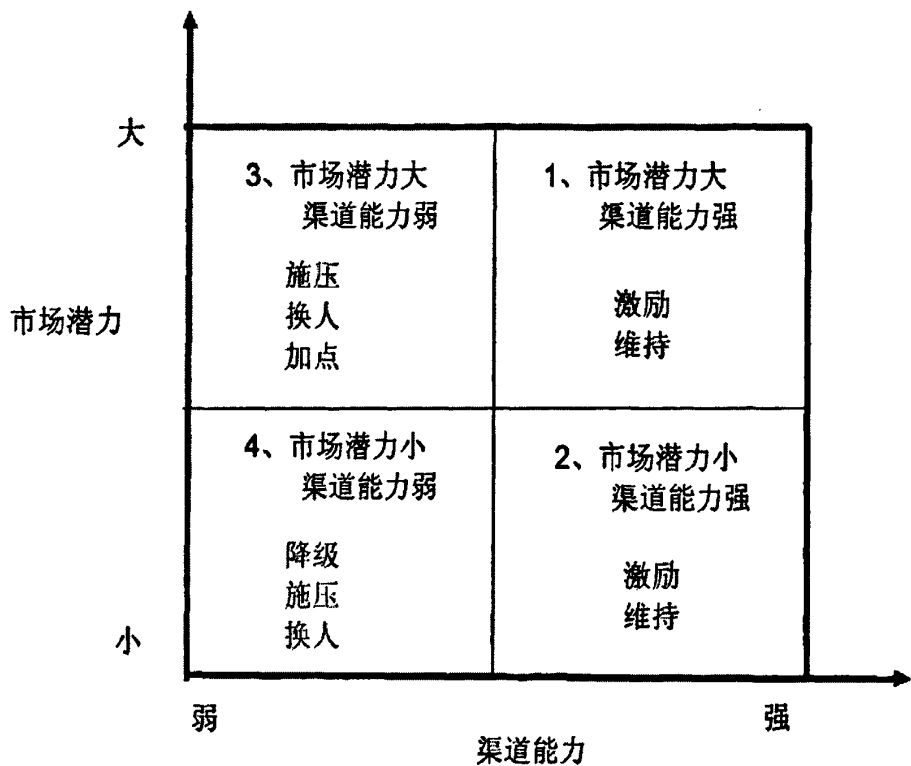 大
3、市场潜力大
渠道能力弱
施压
换人
加点
1、市场潜力大
渠道能力强
激励
维持
市场潜力
4、市场潜力小
渠道能力弱
降级
施压
换人
2、市场潜力小
渠道能力强
激励
维持
小
弱
强
渠道能力